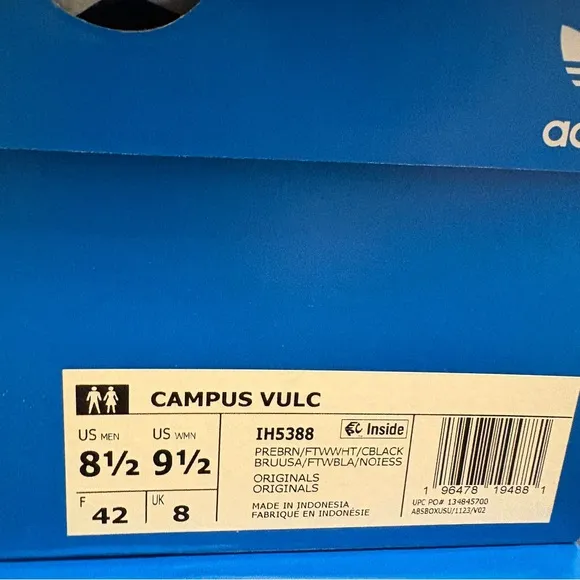 ad
CAMPUS VULC
US MEN US WMN
8½ 9½
F 42 UK 8
IH5388 Inside
PREBRN/FTWWHT/CBLACK
BRUUSA/FTWBLA/NOIESS
ORIGINALS
ORIGINALS
MADE IN INDONESIA
FABRIQUÉ EN INDONÉSIE
1 96478 19488 1
UPC PO# 134845700
ABSBOXUSU/1123/V02